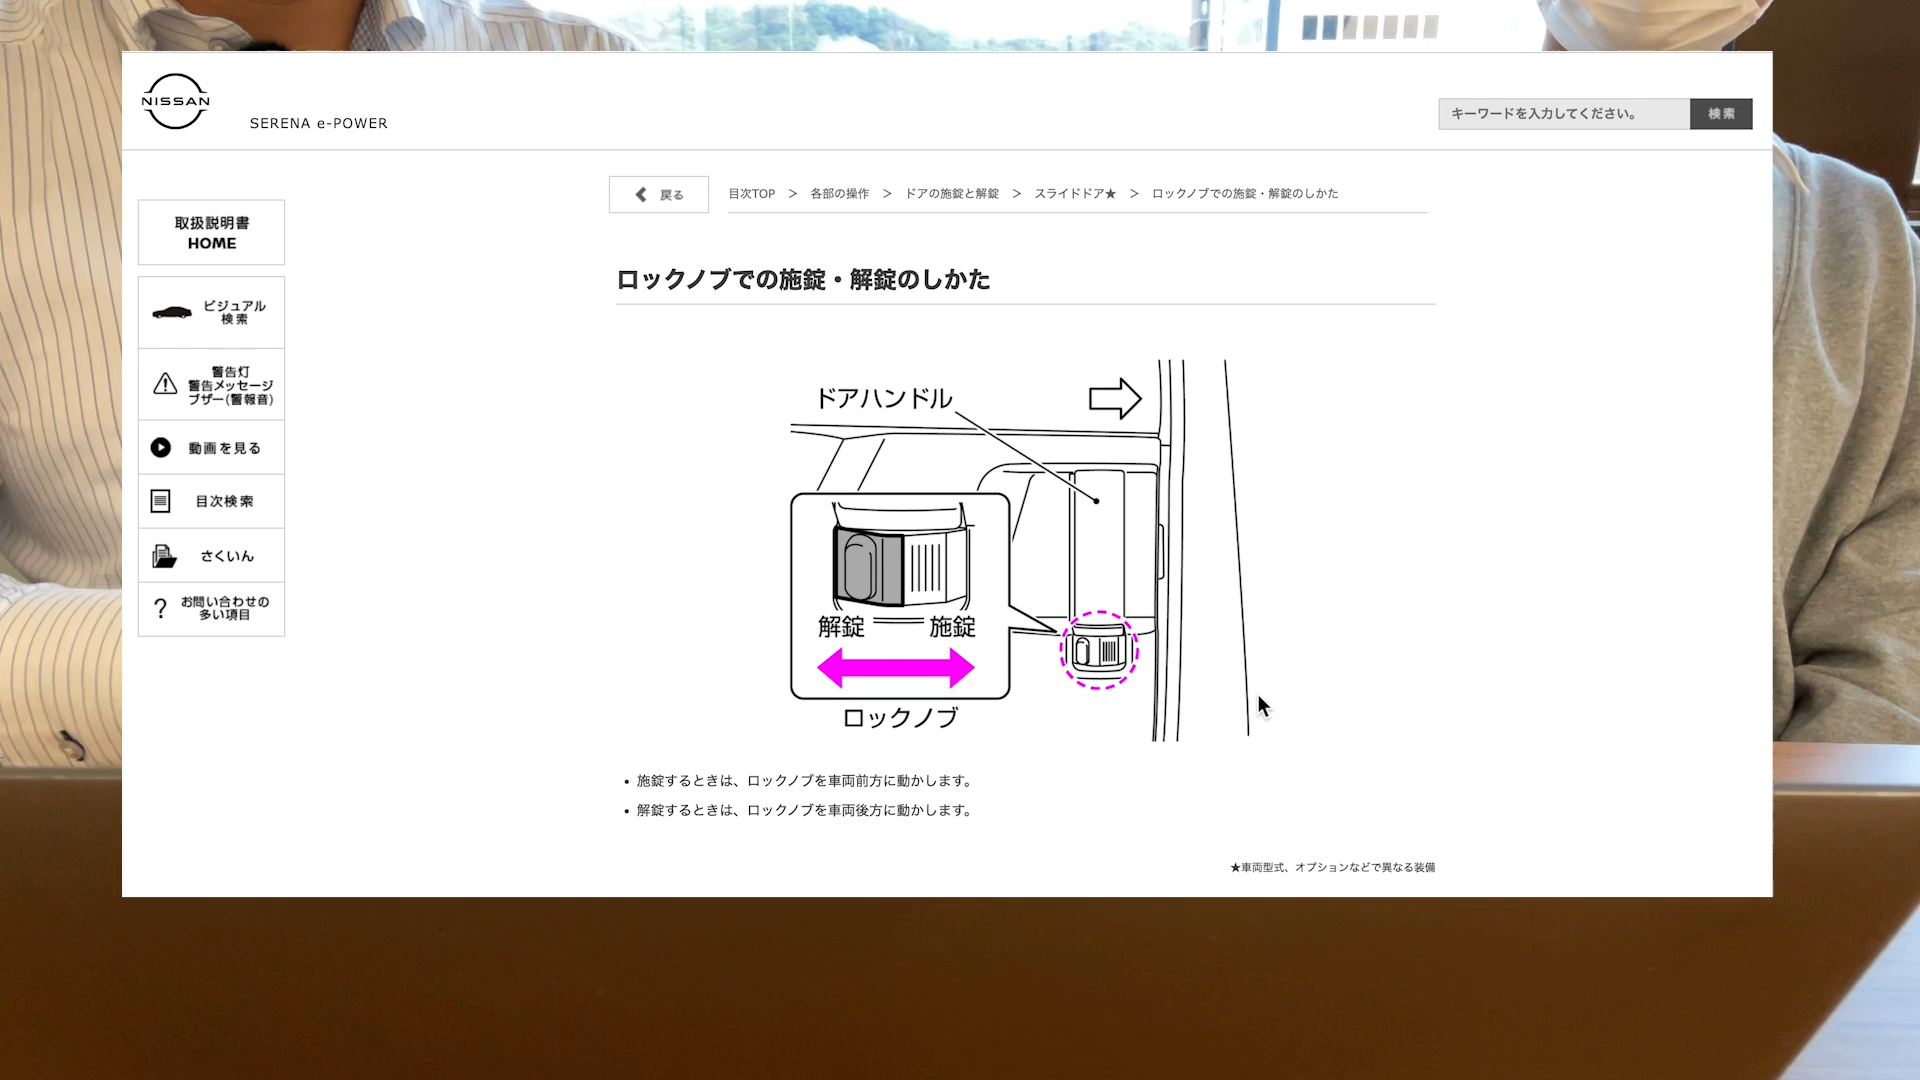 NISSAN
SERENA e-POWER
キーワードを入力してください。
検索
戻る
目次TOP > 各部の操作 > ドアの施錠と解錠 > スライドドア★ > ロックノブでの施錠・解錠のしかた
取扱説明書
HOME
ビジュアル
検索
警告灯
警告メッセージ
ブザー(警報音)
動画を見る
目次検索
さくいん
お問い合わせの
多い項目
ロックノブでの施錠・解錠のしかた
ドアハンドル
解錠
施錠
ロックノブ
• 施錠するときは、ロックノブを車両前方に動かします。
• 解錠するときは、ロックノブを車両後方に動かします。
★車両型式、オプションなどで異なる装備